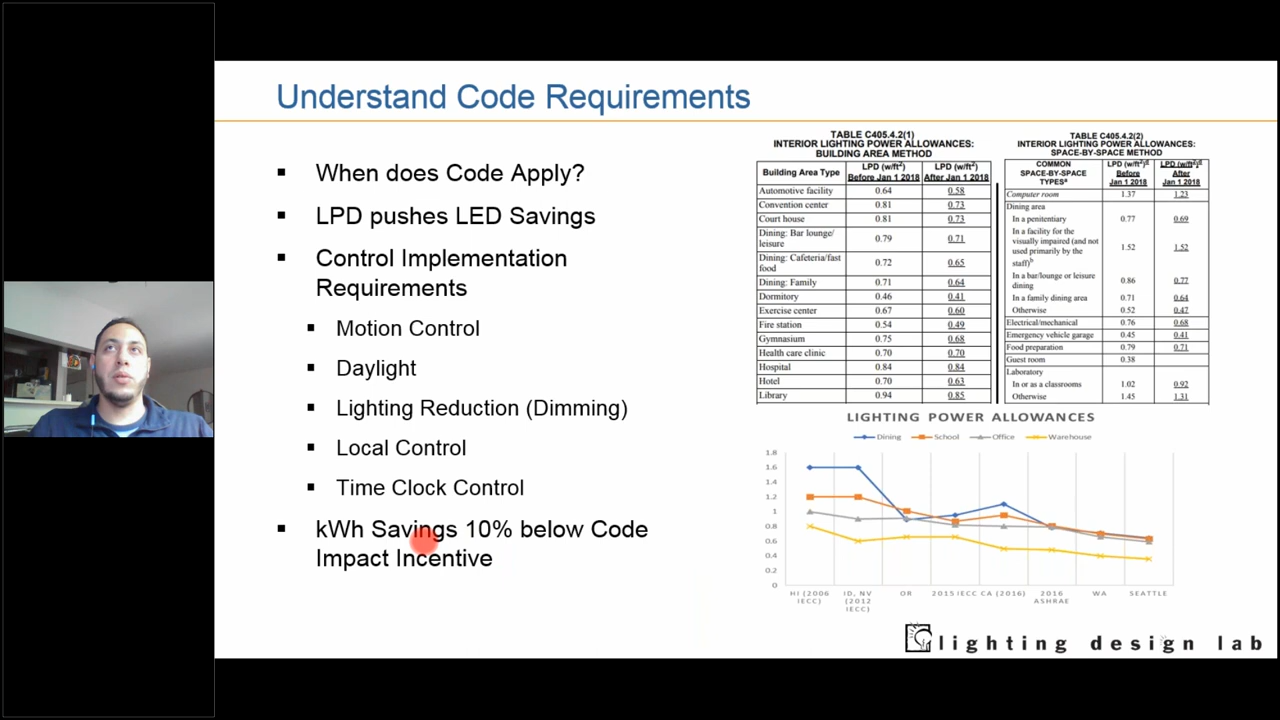 Understand Code Requirements
When does Code Apply?
LPD pushes LED Savings
Control Implementation
Requirements
Motion Control
Daylight
Lighting Reduction (Dimming)
Local Control
Time Clock Control
kWh Savings 10% below Code
Impact Incentive
TABLE C405.4.2(1)
INTERIOR LIGHTING POWER ALLOWANCES:
BUILDING AREA METHOD
Building Area Type LPD (w/ft²) Before Jan 1 2018 LPD (w/ft²) After Jan 1 2018
Automotive facility 0.64 0.58
Convention center 0.81 0.73
Court house 0.81 0.73
Dining: Bar lounge/
leisure 0.79 0.71
Dining: Cafeteria/fast
food 0.72 0.65
Dining: Family 0.71 0.64
Dormitory 0.46 0.41
Exercise center 0.67 0.60
Fire station 0.54 0.49
Gymnasium 0.75 0.68
Health care clinic 0.70 0.70
Hospital 0.84 0.84
Hotel 0.70 0.63
Library 0.94 0.85
TABLE C405.4.2(2)
INTERIOR LIGHTING POWER ALLOWANCES:
SPACE-BY-SPACE METHOD
COMMON
SPACE-BY-SPACE
TYPESª LPD (w/ft²)ᵍ Before Jan 1 2018 LPD (w/ft²)ᵍ After Jan 1 2018
Computer room 1.37 1.23
Dining area
In a penitentiary 0.77 0.69
In a facility for the
visually impaired (and not
used primarily by the
staff)ᵇ 1.52 1.52
In a bar/lounge or leisure
dining 0.86 0.77
In a family dining area 0.71 0.64
Otherwise 0.52 0.47
Electrical/mechanical 0.76 0.68
Emergency vehicle garage 0.45 0.41
Food preparation 0.79 0.71
Guest room 0.38
Laboratory
In or as a classrooms 1.02 0.92
Otherwise 1.45 1.31
LIGHTING POWER ALLOWANCES
Dining School Office Warehouse
1.8
1.6
1.4
1.2
1
0.8
0.6
0.4
0.2
0
HI (2006 IECC) ID, NV (2012 IECC) OR 2015 IECC CA (2016) 2016 ASHRAE WA SEATTLE
lighting design lab